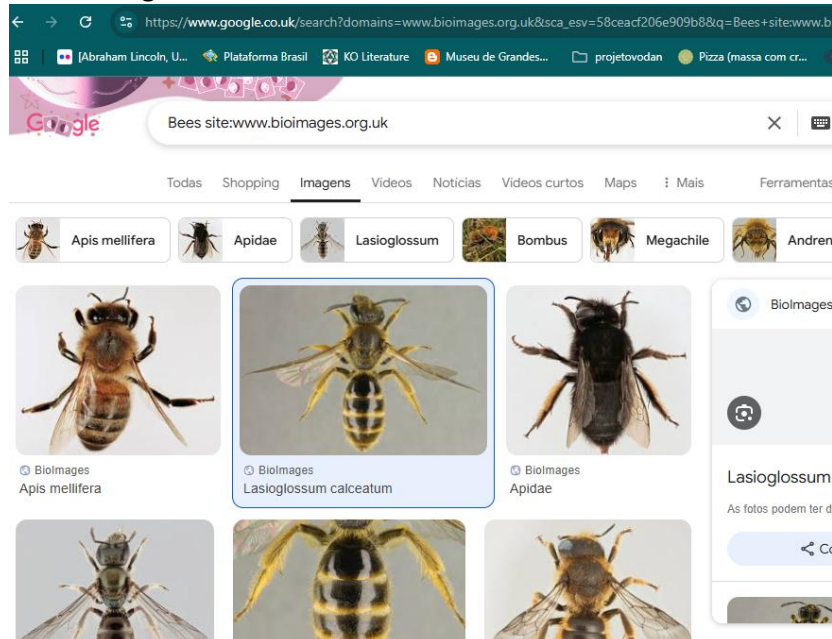 https://www.google.co.uk/search?domains=www.bioimages.org.uk&sca_esv=58ceacf206e909b8&q=Bees+site:www.b
[Abraham Lincoln, U... Plataforma Brasil KO Literature Museu de Grandes... projetovodan Pizza (massa com cr...
Google
Bees site:www.bioimages.org.uk
Todas Shopping Imagens Vídeos Notícias Vídeos curtos Maps Mais Ferramentas
Apis mellifera Apidae Lasioglossum Bombus Megachile Andren
BioImages
BioImages BioImages BioImages
Apis mellifera Lasioglossum calceatum Apidae
Lasioglossum
As fotos podem ter d
Co